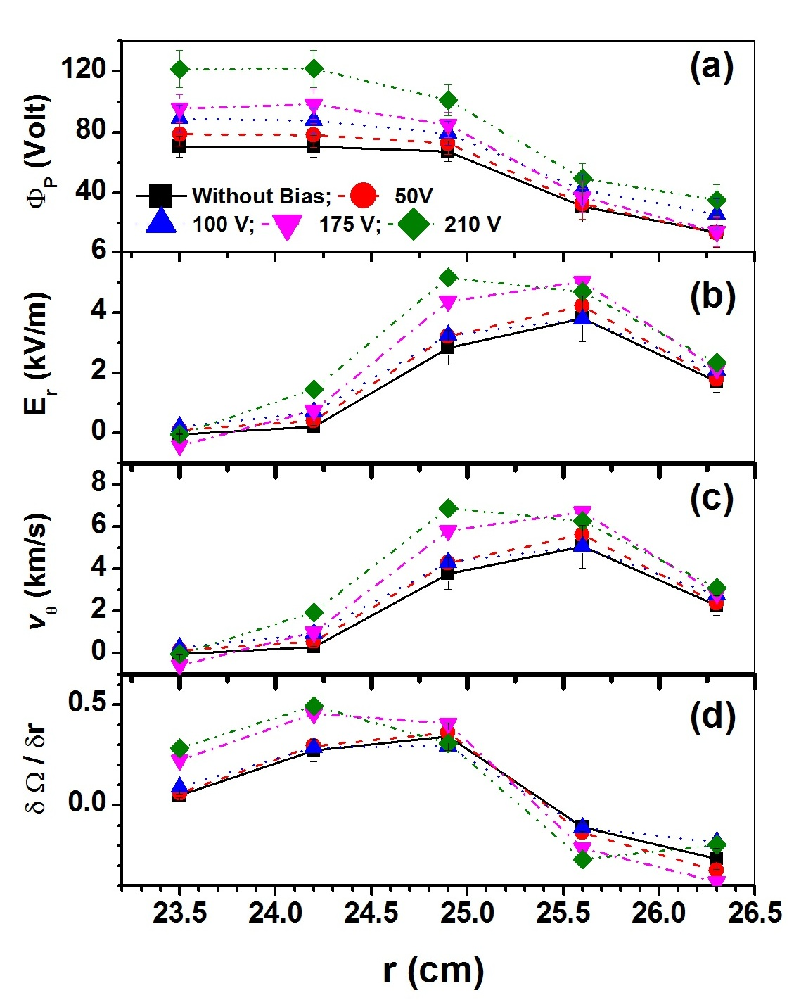 120
80
40
Φ_P (Volt)
(a)
Without Bias; 50V
100 V; 175 V; 210 V
6
4
2
0
E_r (kV/m)
(b)
8
6
4
2
0
v_θ (km/s)
(c)
0.5
0.0
δ Ω / δr
(d)
23.5 24.0 24.5 25.0 25.5 26.0 26.5
r (cm)